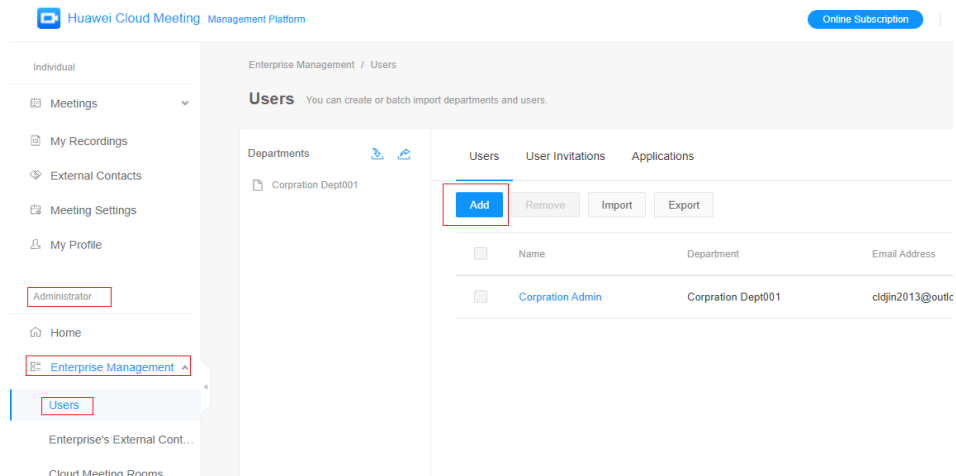 Huawei Cloud Meeting Management Platform
Online Subscription
Individual
Meetings
My Recordings
External Contacts
Meeting Settings
My Profile
Administrator
Home
Enterprise Management
Users
Enterprise's External Cont...
Cloud Meeting Rooms
Enterprise Management / Users
Users You can create or batch import departments and users.
Departments
Corpration Dept001
Users User Invitations Applications
Add Remove Import Export
Name Department Email Address
Corpration Admin Corpration Dept001 cldjin2013@outlo